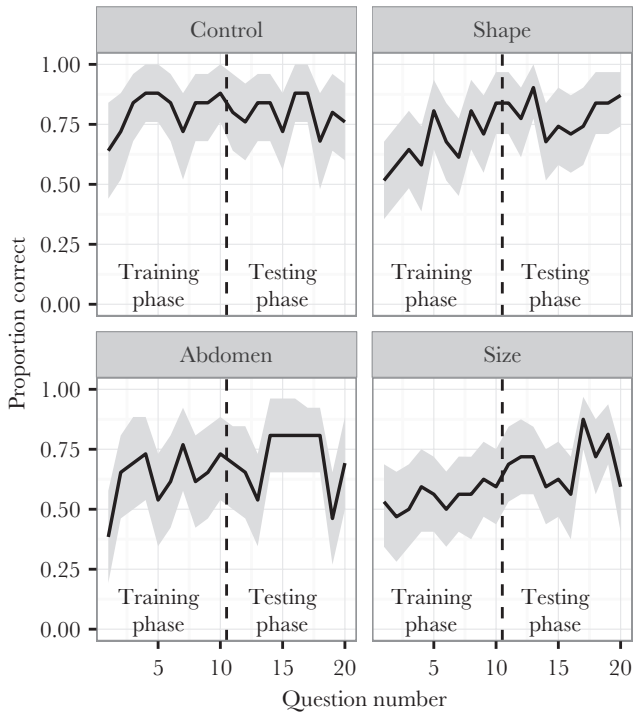 Control
Shape
1.00
0.75
0.50
0.25
0.00
Training
phase
Testing
phase
Training
phase
Testing
phase
Proportion correct
Abdomen
Size
1.00
0.75
0.50
0.25
0.00
Training
phase
Testing
phase
Training
phase
Testing
phase
5 10 15 20
5 10 15 20
Question number